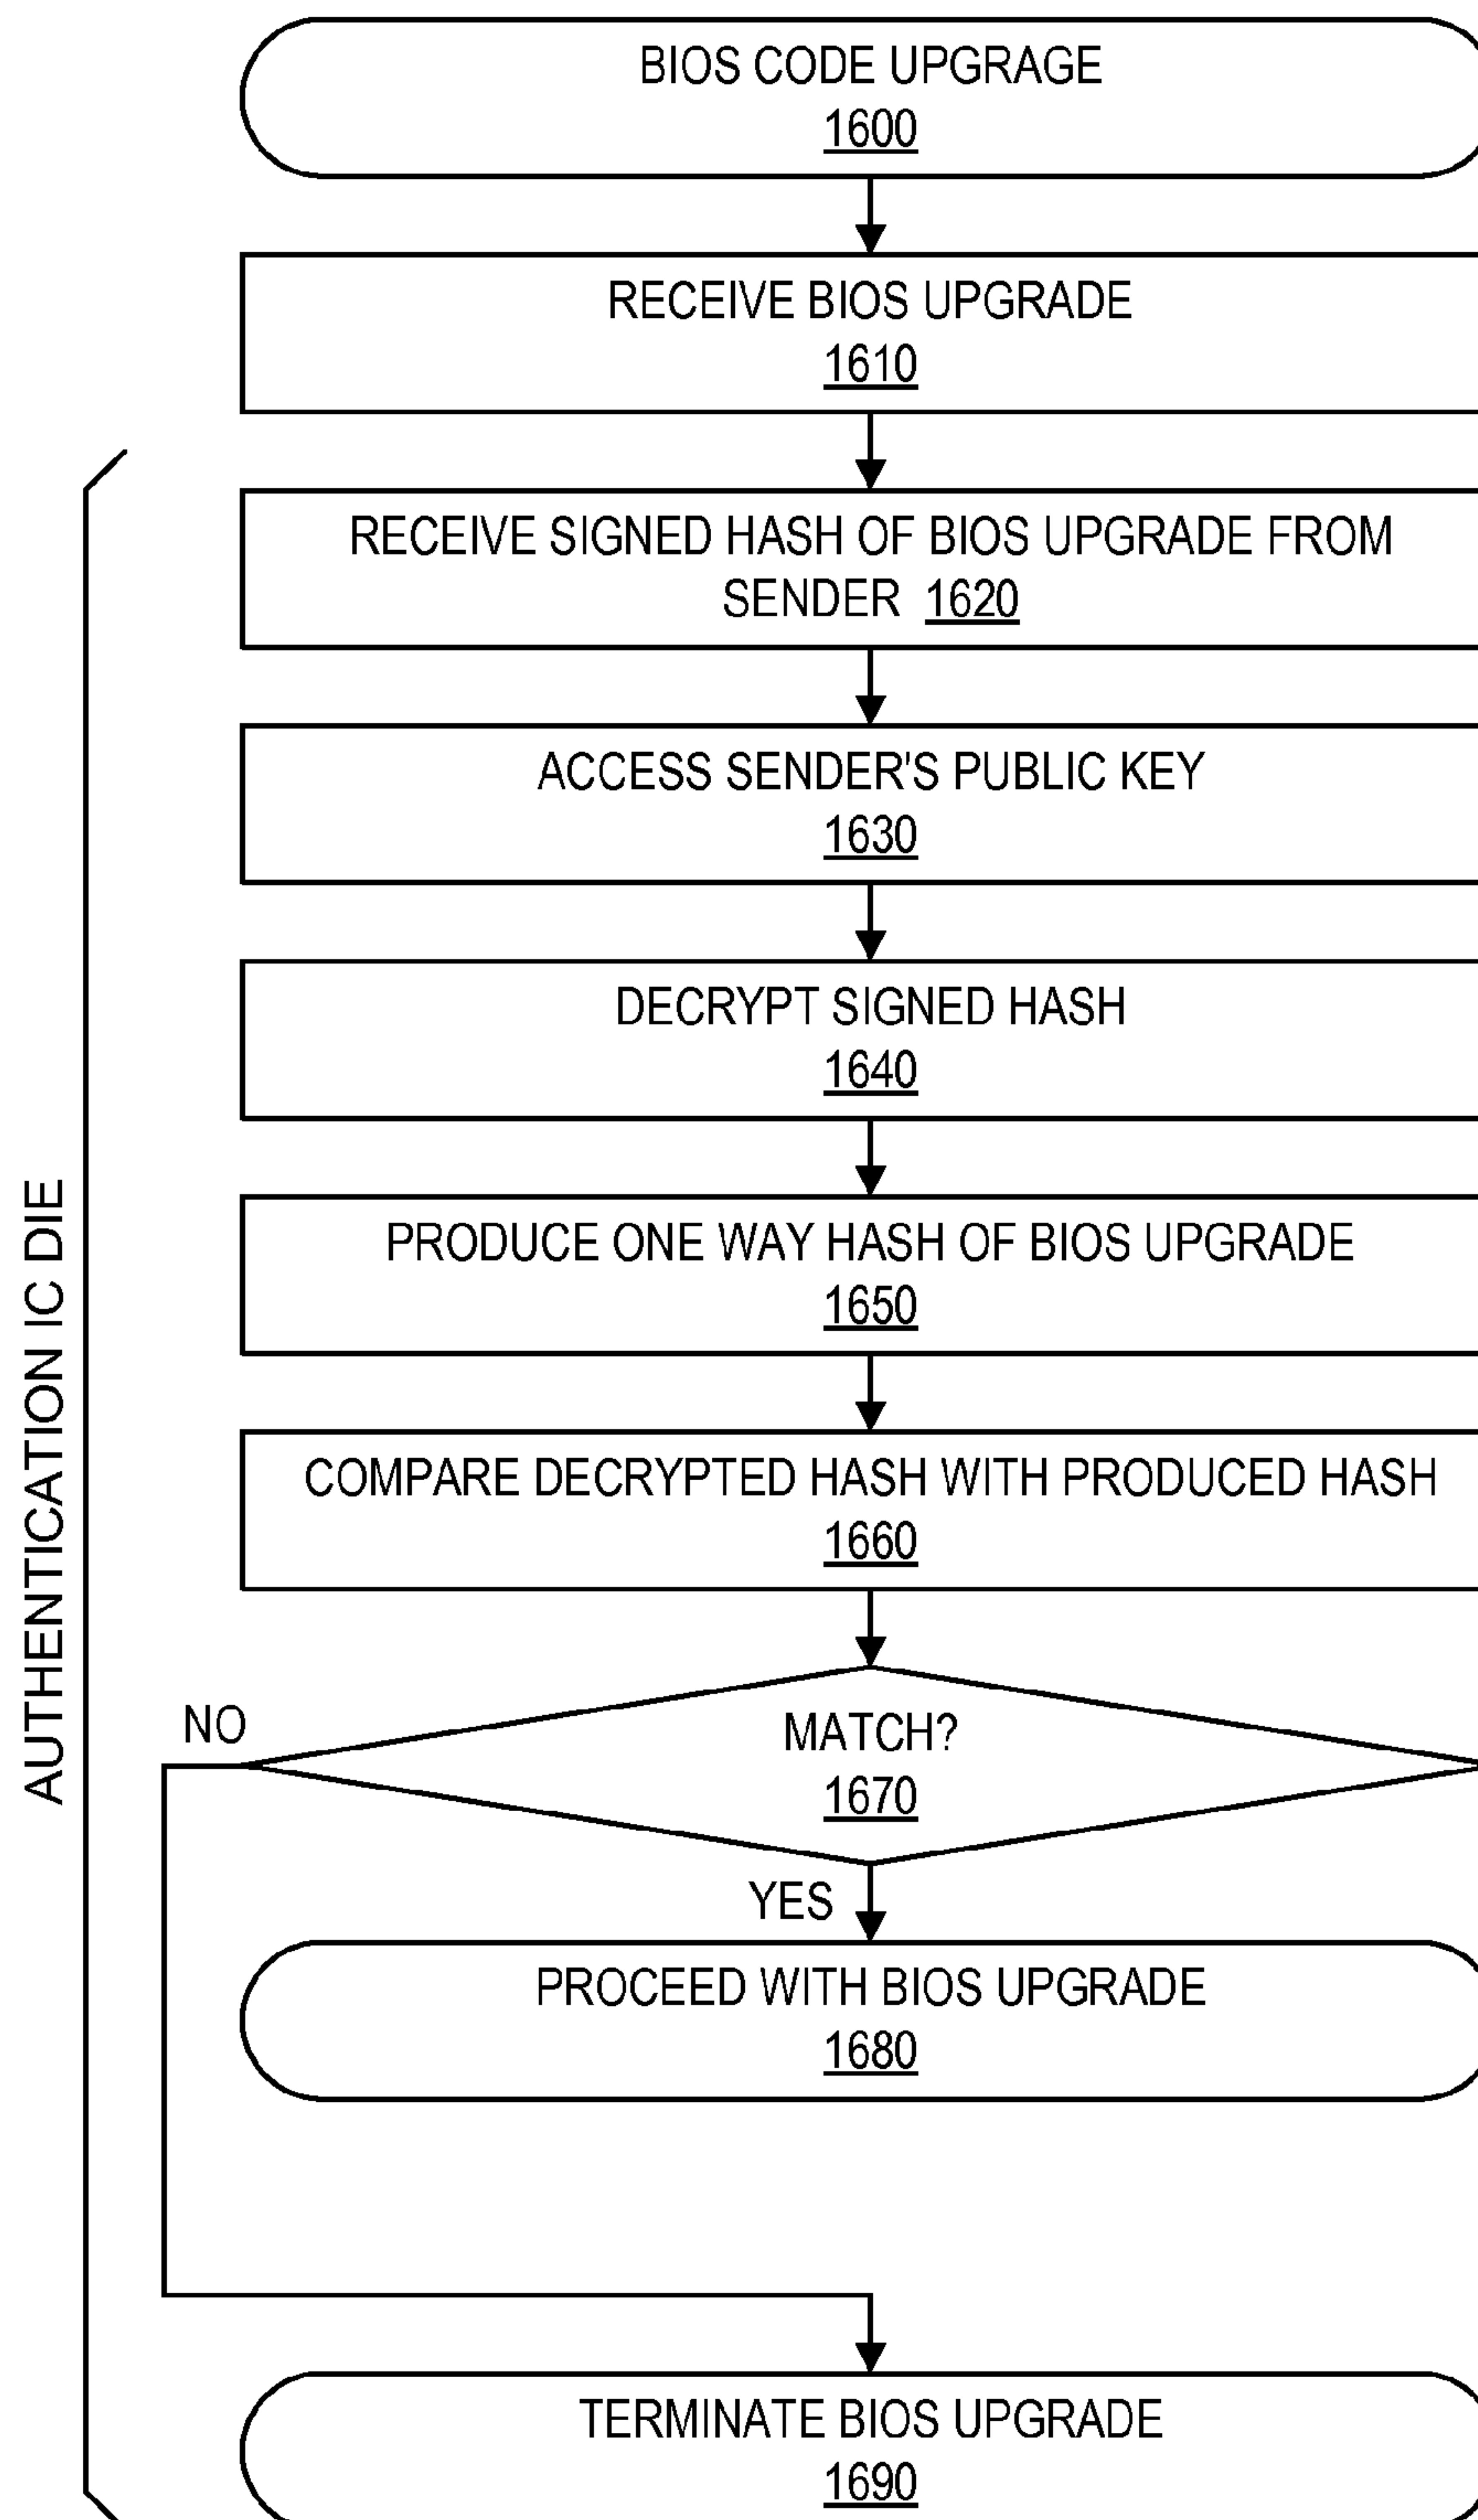 BIOS CODE UPGRAGE
1600
RECEIVE BIOS UPGRADE
1610
RECEIVE SIGNED HASH OF BIOS UPGRADE FROM
SENDER 1620
ACCESS SENDER'S PUBLIC KEY
1630
DECRYPT SIGNED HASH
1640
PRODUCE ONE WAY HASH OF BIOS UPGRADE
1650
COMPARE DECRYPTED HASH WITH PRODUCED HASH
1660
AUTHENTICATION IC DIE
NO
MATCH?
1670
YES
PROCEED WITH BIOS UPGRADE
1680
TERMINATE BIOS UPGRADE
1690